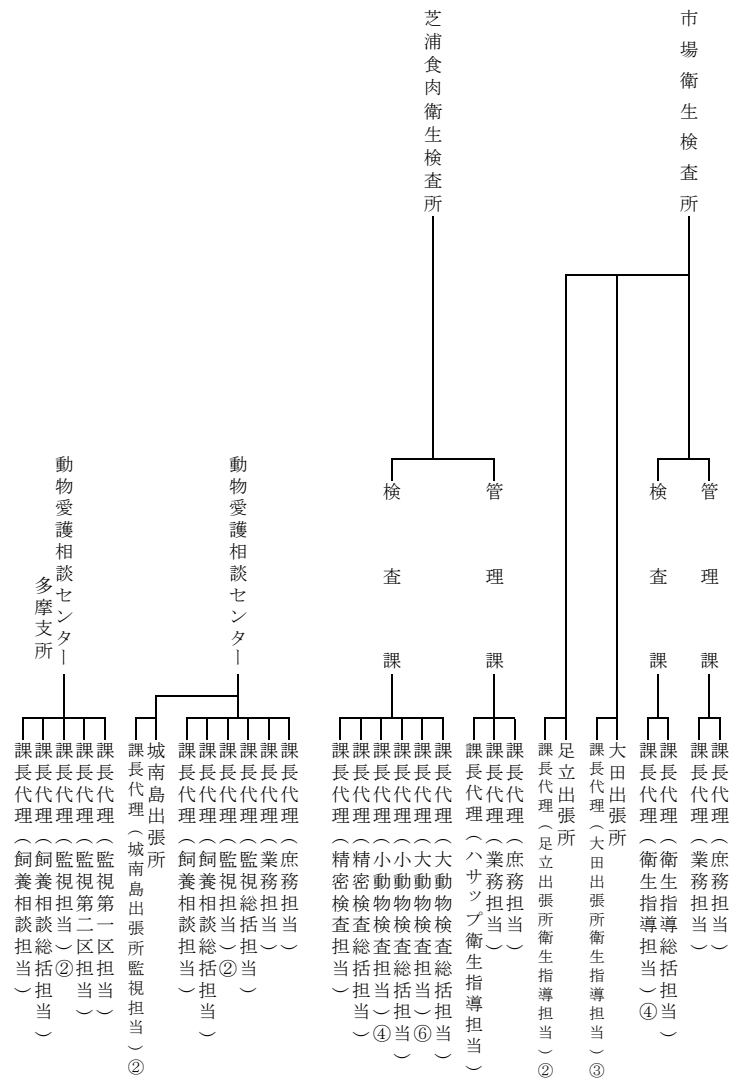 市場衛生検査所
管理課
課長代理（庶務担当）
課長代理（業務担当）
検査課
課長代理（衛生指導総括担当）
課長代理（衛生指導担当）④
大田出張所
課長代理（大田出張所衛生指導担当）③
足立出張所
課長代理（足立出張所衛生指導担当）②
芝浦食肉衛生検査所
管理課
課長代理（庶務担当）
課長代理（業務担当）
課長代理（ハサップ衛生指導担当）
検査課
課長代理（大動物検査総括担当）
課長代理（大動物検査担当）⑥
課長代理（小動物検査総括担当）
課長代理（小動物検査担当）④
課長代理（精密検査総括担当）
課長代理（精密検査担当）
動物愛護相談センター
課長代理（庶務担当）
課長代理（業務担当）
課長代理（監視総括担当）
課長代理（監視担当）②
課長代理（飼養相談総括担当）
課長代理（飼養相談担当）
城南島出張所
課長代理（城南島出張所監視担当）②
動物愛護相談センター
多摩支所
課長代理（監視第一区担当）
課長代理（監視第二区担当）
課長代理（監視担当）②
課長代理（飼養相談総括担当）
課長代理（飼養相談担当）